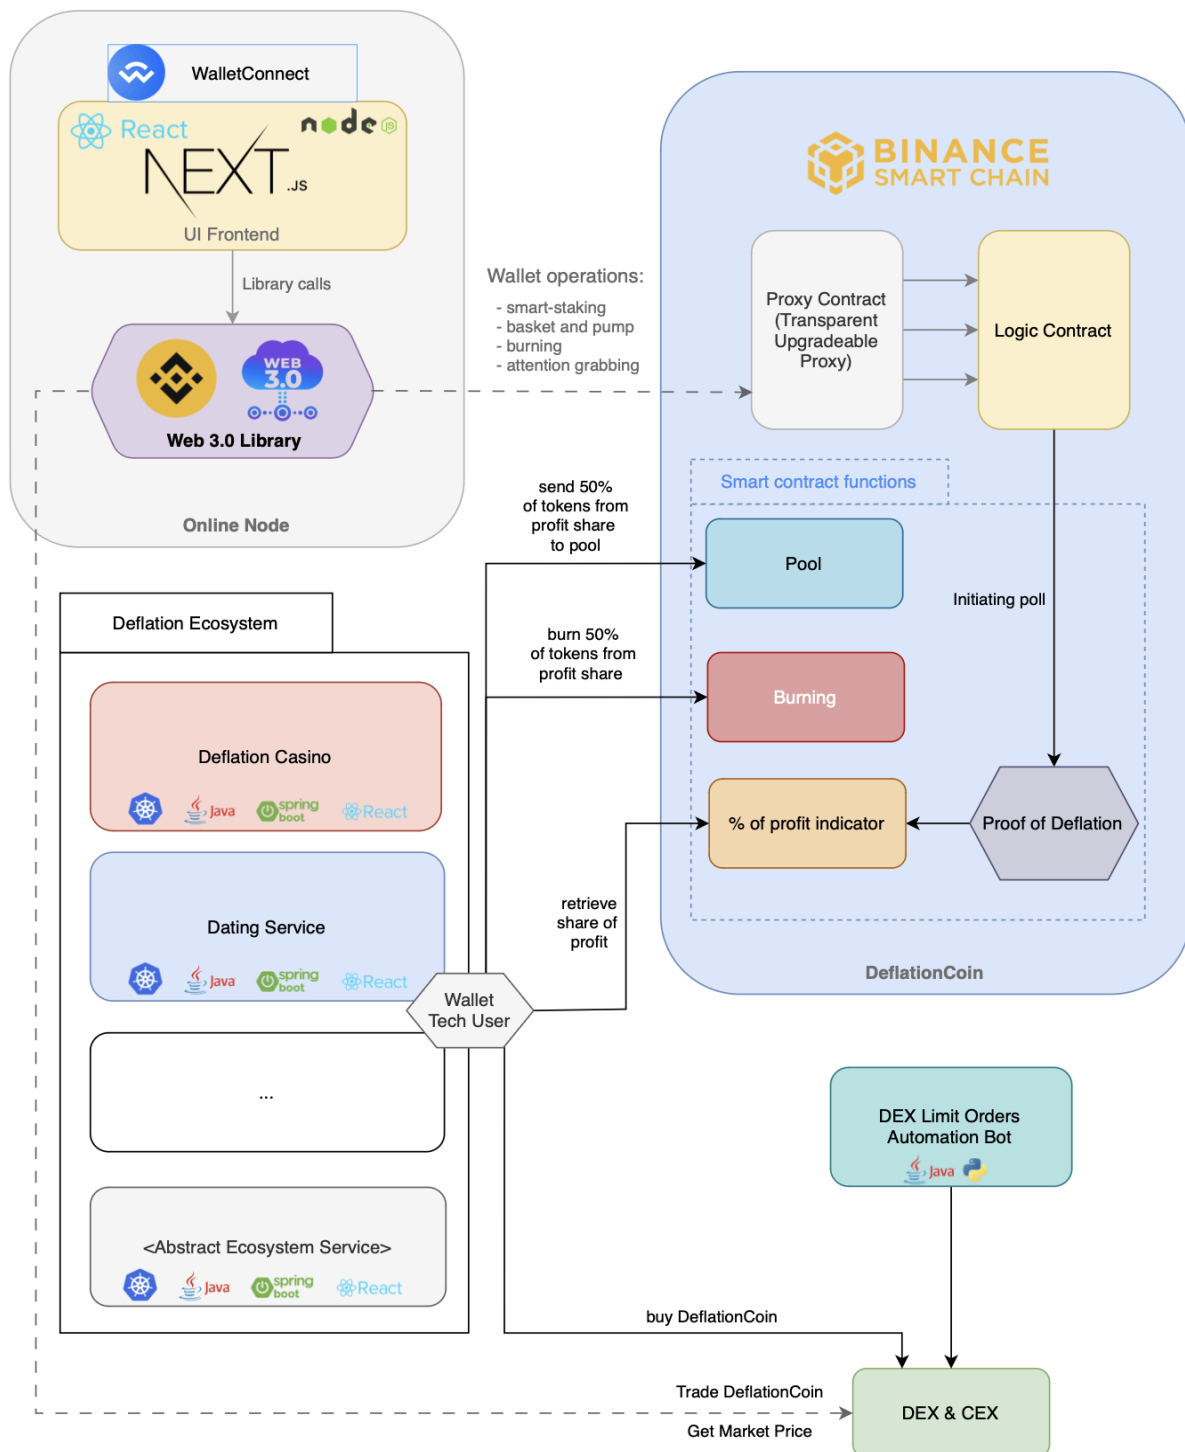 WalletConnect
React
node
JS
NEXT.JS
UI Frontend
Library calls
WEB
3.0
Web 3.0 Library
Online Node
Wallet operations:
- smart-staking
- basket and pump
- burning
- attention grabbing
BINANCE
SMART CHAIN
Proxy Contract
(Transparent
Upgradeable
Proxy)
Logic Contract
Smart contract functions
send 50%
of tokens from
profit share
to pool
Pool
Initiating poll
burn 50%
of tokens from
profit share
Burning
% of profit indicator
Proof of Deflation
retrieve
share of
profit
DeflationCoin
Deflation Ecosystem
Deflation Casino
Java
spring
boot
React
Dating Service
Java
spring
boot
React
Wallet
Tech User
...
<Abstract Ecosystem Service>
Java
spring
boot
React
DEX Limit Orders
Automation Bot
Java
buy DeflationCoin
Trade DeflationCoin
Get Market Price
DEX & CEX